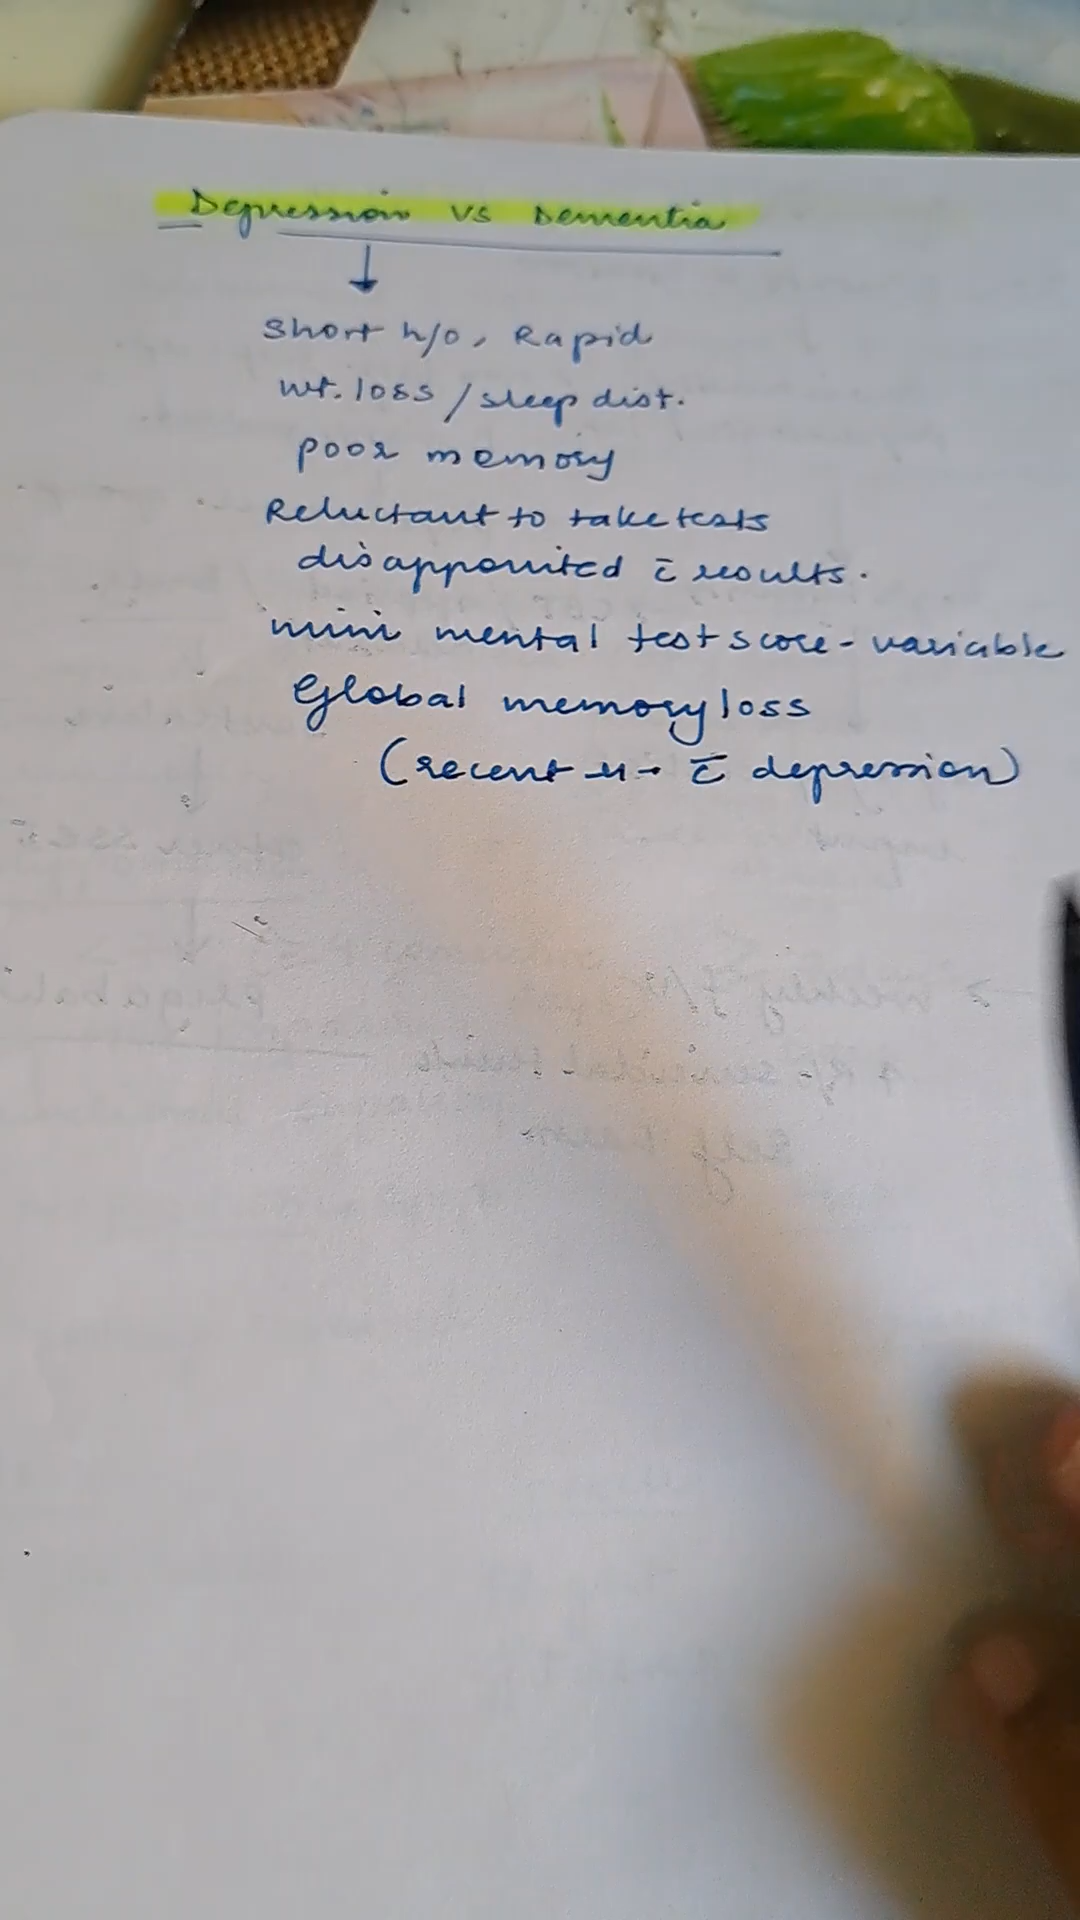 Depression vs Dementia
↓
Short h/o, Rapid
wt. loss / sleep dist.
poor memory
Reluctant to take tests
disappointed c̄ results.
mini mental test score - variable
Global memory loss
(recent c̄ depression)